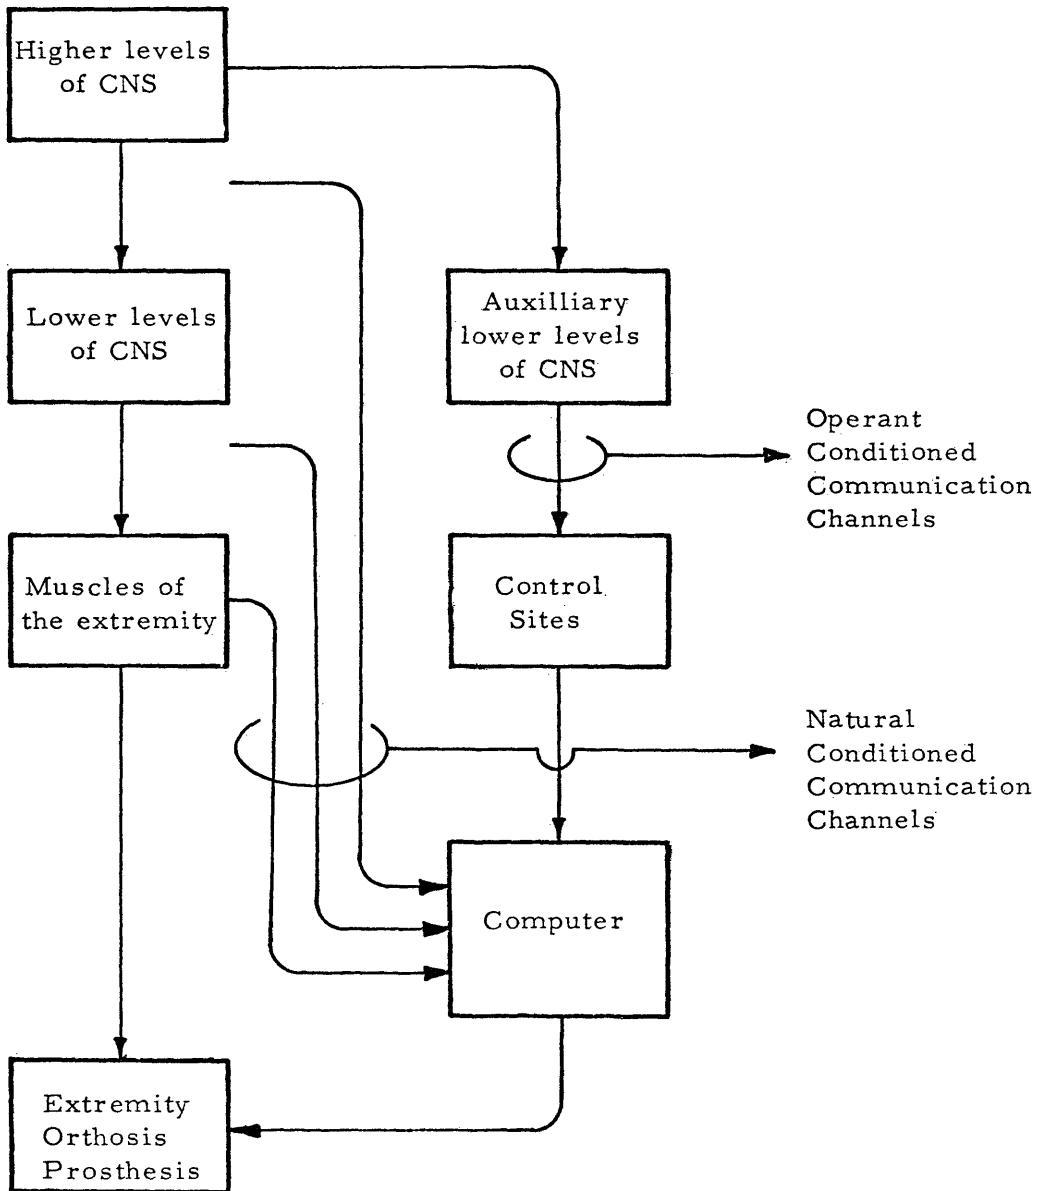 Higher levels
of CNS
Lower levels
of CNS
Auxilliary
lower levels
of CNS
Operant
Conditioned
Communication
Channels
Muscles of
the extremity
Control
Sites
Natural
Conditioned
Communication
Channels
Computer
Extremity
Orthosis
Prosthesis